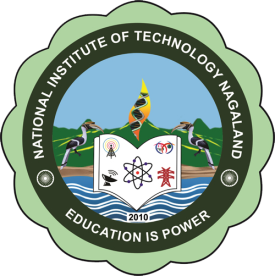 NATIONAL INSTITUTE OF TECHNOLOGY NAGALAND
2010
EDUCATION IS POWER